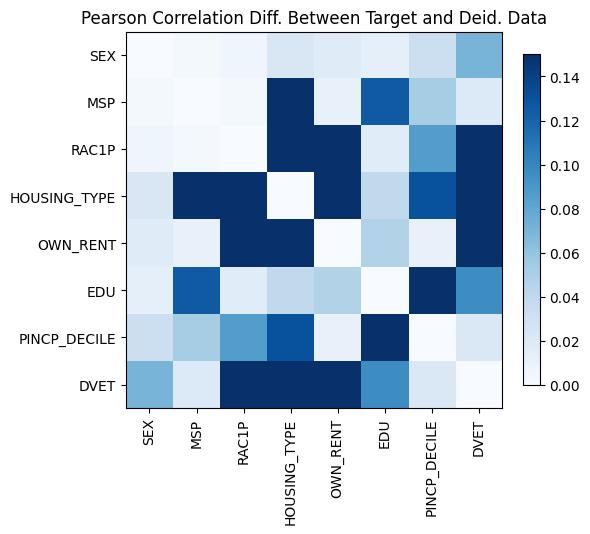 Pearson Correlation Diff. Between Target and Deid. Data
SEX
MSP
RAC1P
HOUSING_TYPE
OWN_RENT
EDU
PINCP_DECILE
DVET
SEX
MSP
RAC1P
HOUSING_TYPE
OWN_RENT
EDU
PINCP_DECILE
DVET
0.14
0.12
0.10
0.08
0.06
0.04
0.02
0.00